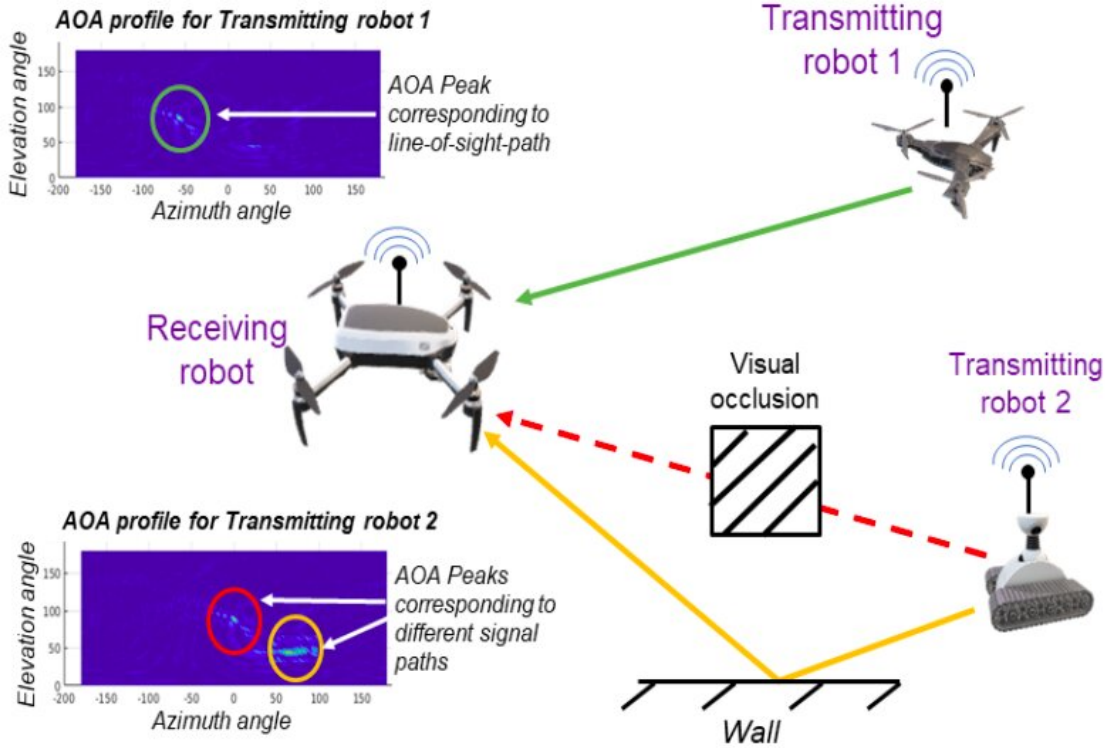 AOA profile for Transmitting robot 1
Elevation angle
150
100
50
0
-200
-150
-100
-50
0
50
100
150
Azimuth angle
AOA Peak
corresponding to
line-of-sight-path
Transmitting
robot 1
Receiving
robot
Visual
occlusion
Transmitting
robot 2
AOA profile for Transmitting robot 2
Elevation angle
150
100
50
0
-200
-150
-100
-50
0
50
100
150
Azimuth angle
AOA Peaks
corresponding to
different signal
paths
Wall